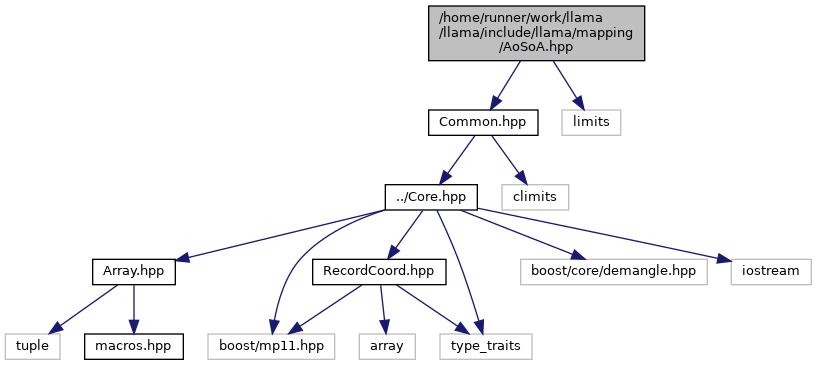 /home/runner/work/llama
/llama/include/llama/mapping
/AoSoA.hpp
Common.hpp
limits
../Core.hpp
climits
Array.hpp
RecordCoord.hpp
boost/core/demangle.hpp
iostream
tuple
macros.hpp
boost/mp11.hpp
array
type_traits